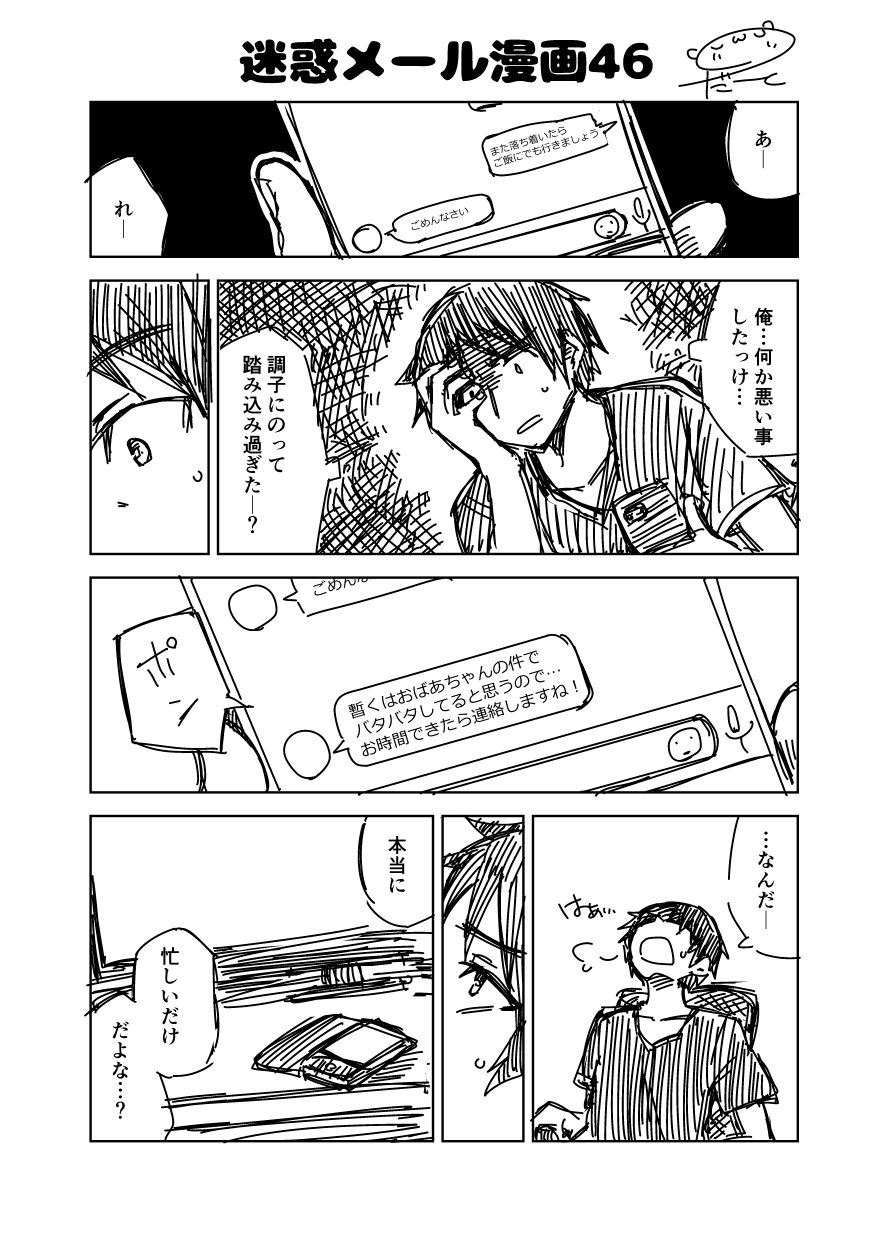 迷惑メール漫画46
だーく
あ―
また落ち着いたら
ご飯にでも行きましょう
ごめんなさい
れ―
俺…何か悪い事
したっけ…
調子にのって
踏み込み過ぎた―？
ごめんな
ポン
暫くはおばあちゃんの件で
バタバタしてると思うので…
お時間できたら連絡しますね！
…なんだ―
はぁ…
本当に
忙しいだけ
だよな…？